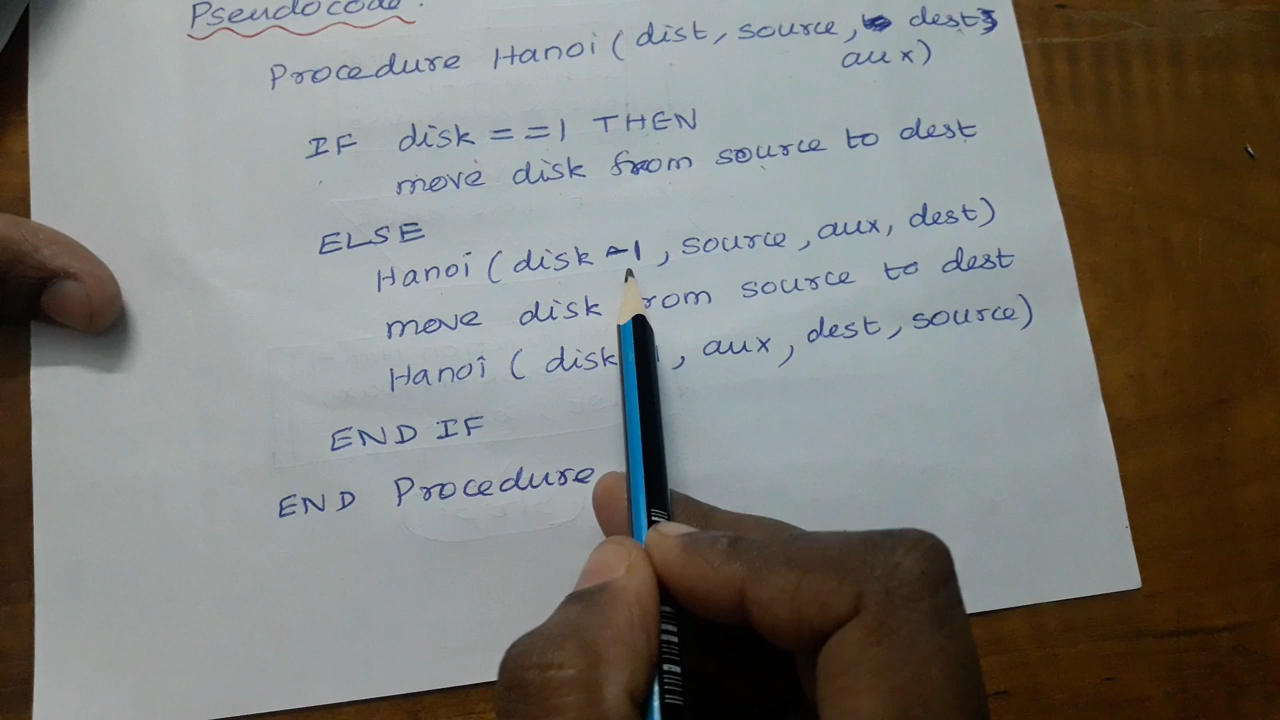 Pseudocode:
Procedure Hanoi (dist, source, dest,
aux)
IF disk ==1 THEN
move disk from source to dest
ELSE
Hanoi (disk -1, source, aux, dest)
move disk from source to dest
Hanoi (disk , aux, dest, source)
END IF
END Procedure